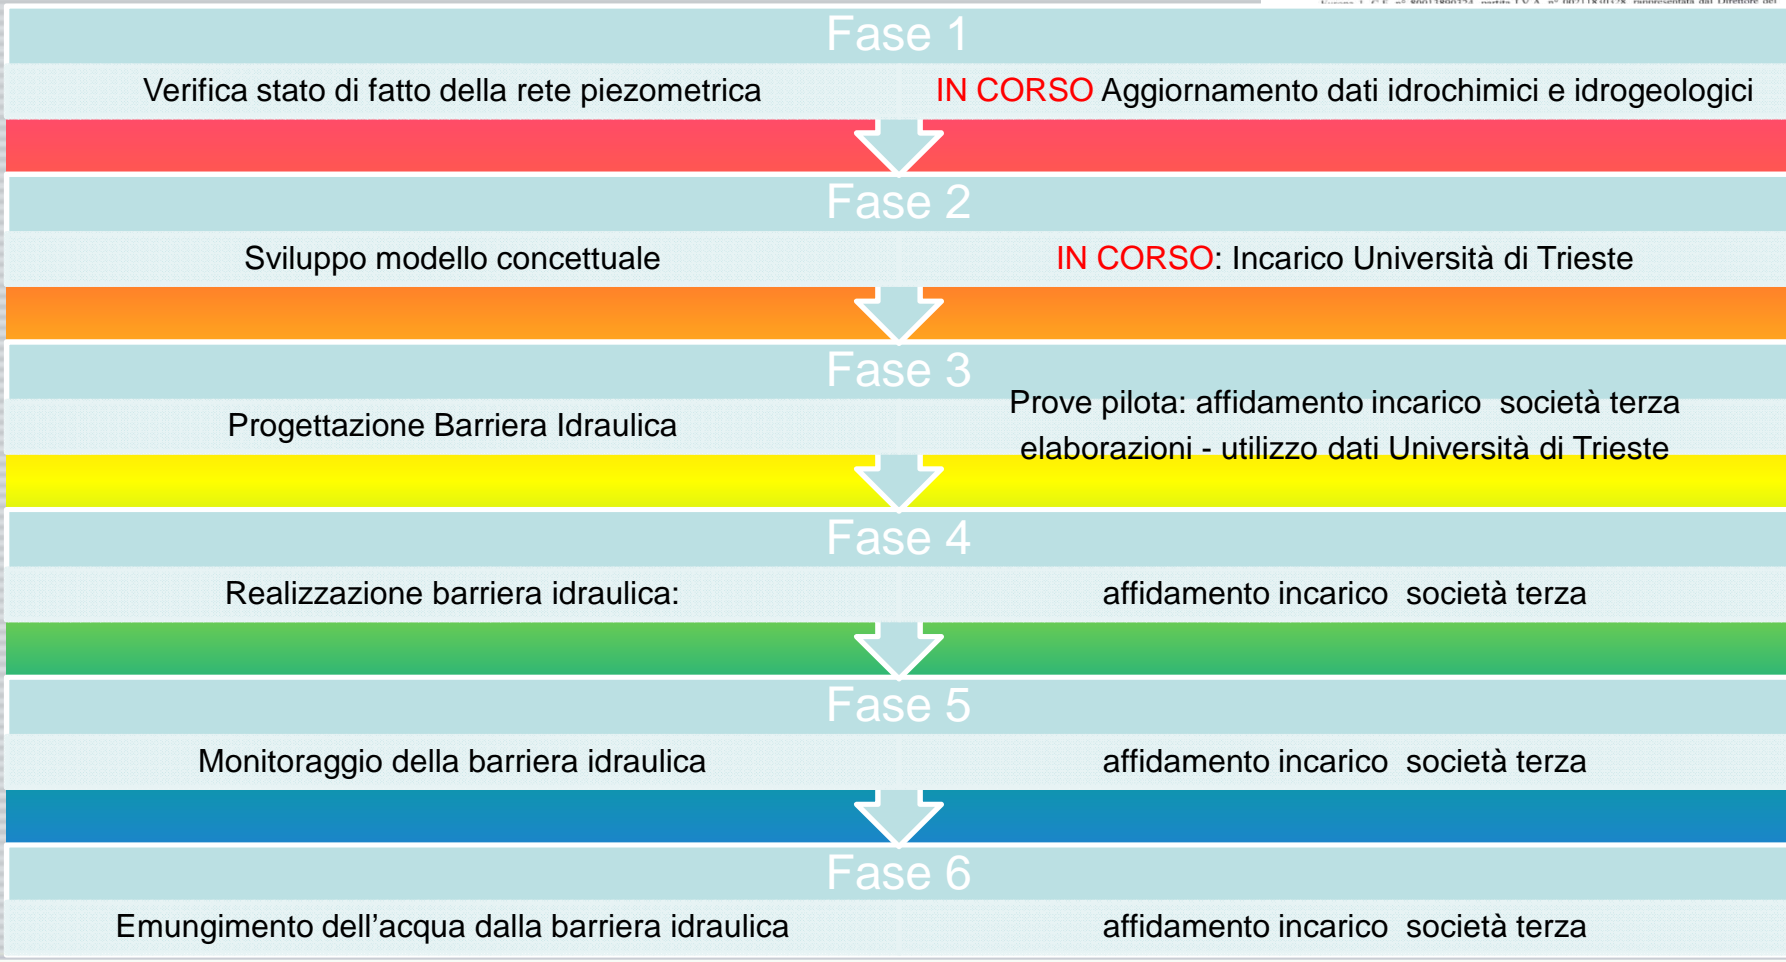 Fase 1
Verifica stato di fatto della rete piezometrica
IN CORSO Aggiornamento dati idrochimici e idrogeologici
Fase 2
Sviluppo modello concettuale
IN CORSO: Incarico Università di Trieste
Fase 3
Progettazione Barriera Idraulica
Prove pilota: affidamento incarico società terza
elaborazioni - utilizzo dati Università di Trieste
Fase 4
Realizzazione barriera idraulica:
affidamento incarico società terza
Fase 5
Monitoraggio della barriera idraulica
affidamento incarico società terza
Fase 6
Emungimento dell’acqua dalla barriera idraulica
affidamento incarico società terza